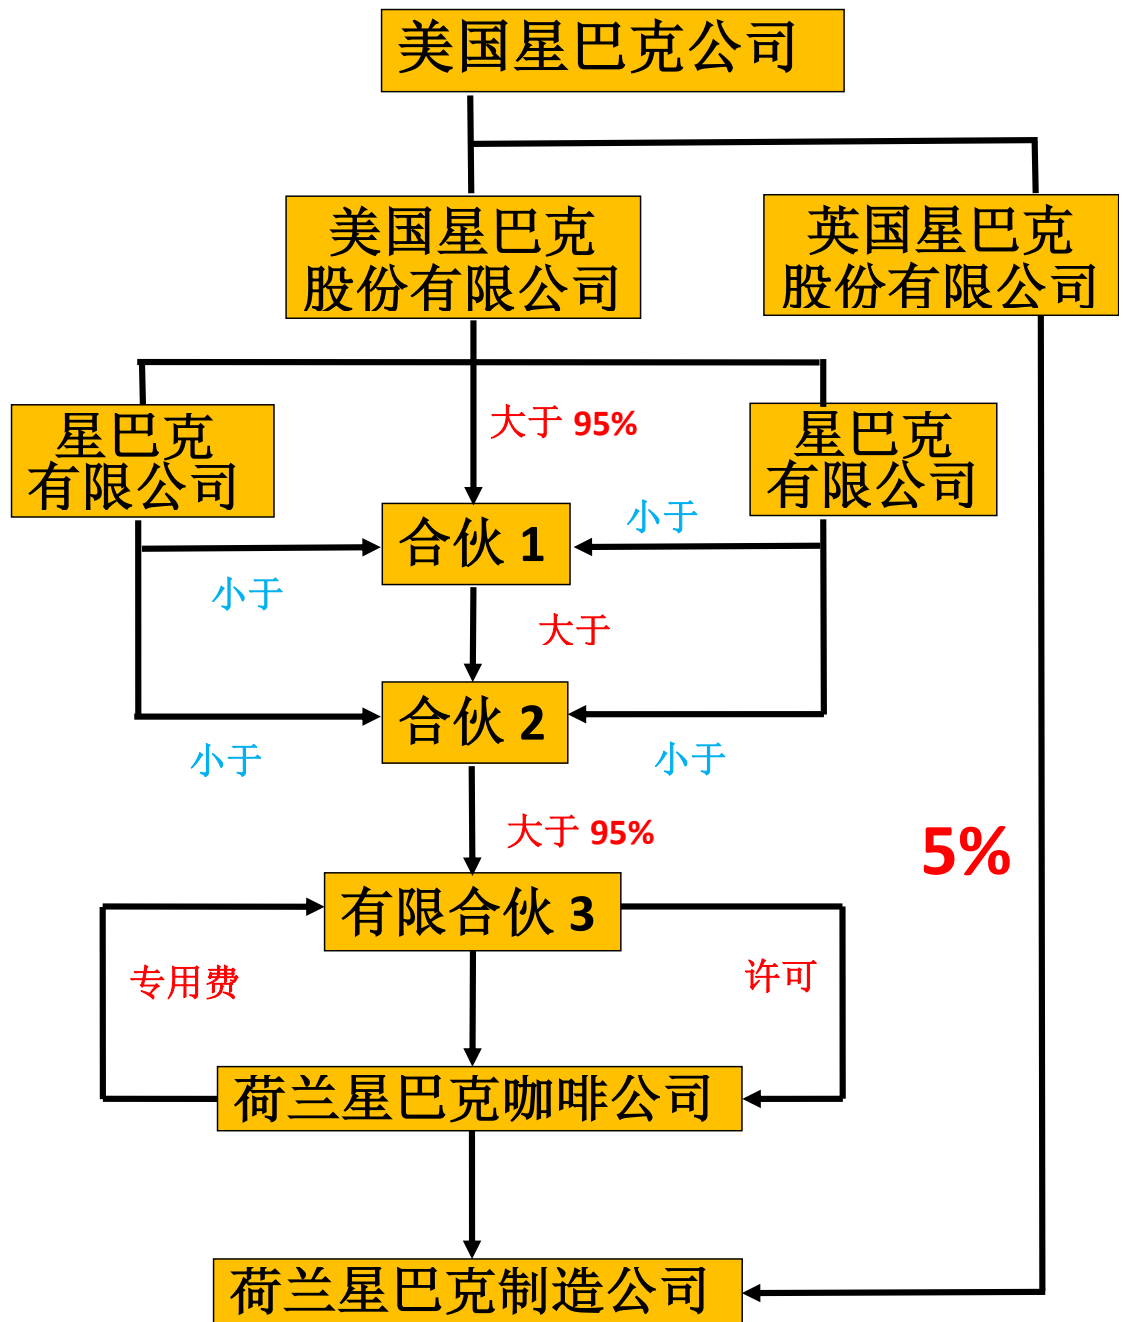 美国星巴克公司
美国星巴克
股份有限公司
英国星巴克
股份有限公司
星巴克
有限公司
大于 95%
星巴克
有限公司
合伙 1
小于
小于
大于
合伙 2
小于
小于
大于 95%
5%
有限合伙 3
专用费
许可
荷兰星巴克咖啡公司
荷兰星巴克制造公司